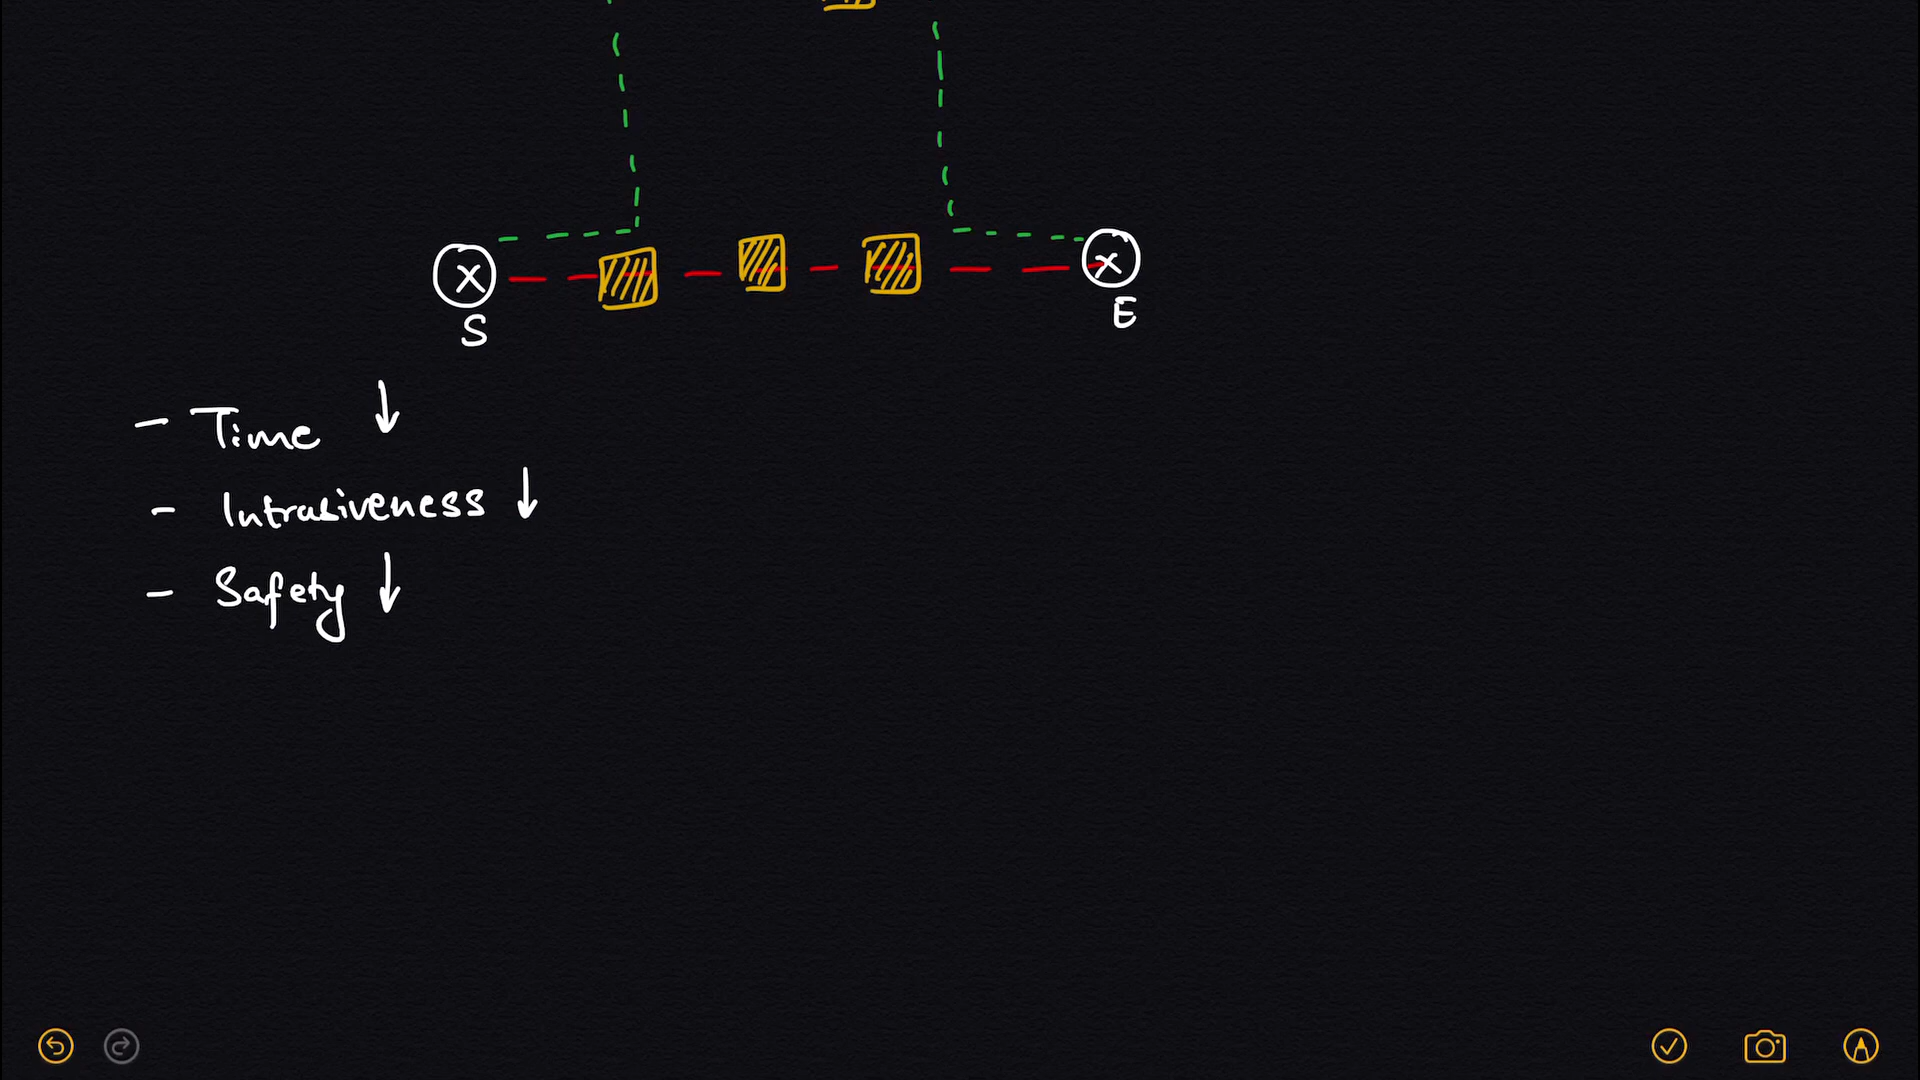 x
x
S
E
- Time ↓
- Intrusiveness ↓
- Safety ↓